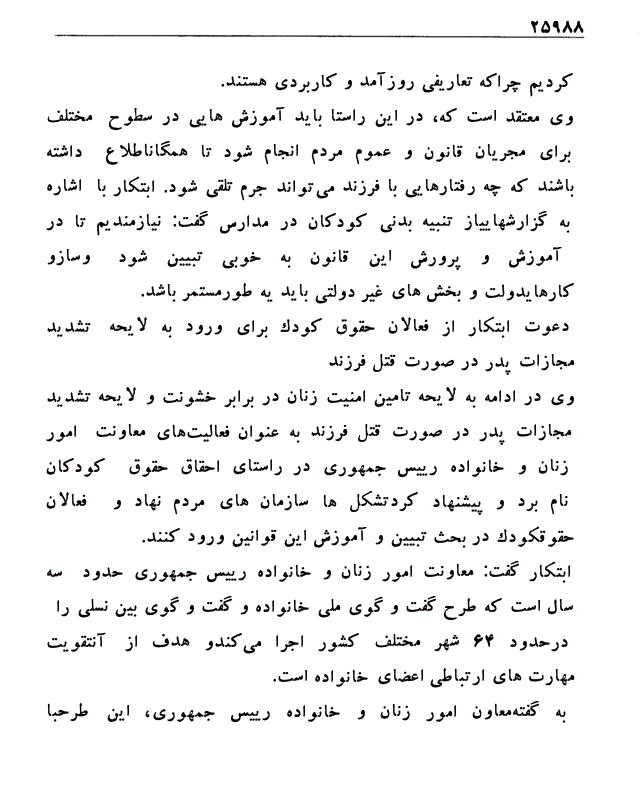 ۲۵۹۸۸
کردیم چراکه تعاریفی روزآمد و کاربردی هستند.
وی معتقد است که، در این راستا باید آموزش هایی در سطوح مختلف
برای مجریان قانون و عموم مردم انجام شود تا همگاناطلاع داشته
باشند که چه رفتارهایی با فرزند می‌تواند جرم تلقی شود. ابتکار با اشاره
به گزارشهاییاز تنبیه بدنی کودکان در مدارس گفت: نیازمندیم تا در
آموزش و پرورش این قانون به خوبی تبیین شود وسازو
کارهایدولت و بخش های غیر دولتی باید یه طورمستمر باشد.
دعوت ابتکار از فعالان حقوق کودك برای ورود به لایحه تشدید
مجازات پدر در صورت قتل فرزند
وی در ادامه به لایحه تامین امنیت زنان در برابر خشونت و لایحه تشدید
مجازات پدر در صورت قتل فرزند به عنوان فعالیت‌های معاونت امور
زنان و خانواده رییس جمهوری در راستای احقاق حقوق کودکان
نام برد و پیشنهاد کردتشکل ها سازمان های مردم نهاد و فعالان
حقوقکودك در بحث تبیین و آموزش این قوانین ورود کنند.
ابتکار گفت: معاونت امور زنان و خانواده رییس جمهوری حدود سه
سال است که طرح گفت و گوی ملی خانواده و گفت و گوی بین نسلی را
درحدود ۶۴ شهر مختلف کشور اجرا می‌کندو هدف از آنتقویت
مهارت های ارتباطی اعضای خانواده است.
به گفته‌معاون امور زنان و خانواده رییس جمهوری، این طرحبا